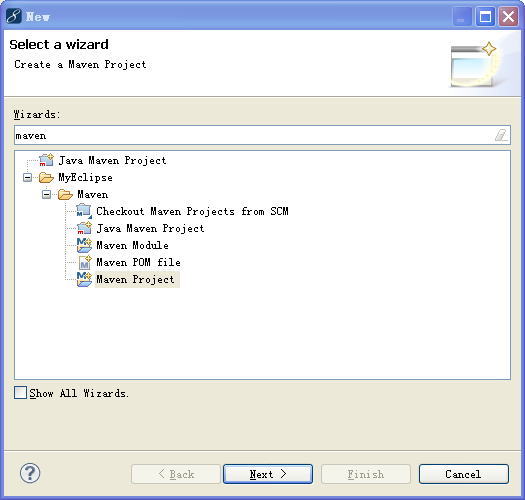 New
Select a wizard
Create a Maven Project
Wizards:
maven
Java Maven Project
MyEclipse
Maven
Checkout Maven Projects from SCM
Java Maven Project
Maven Module
Maven POM file
Maven Project
Show All Wizards.
< Back
Next >
Finish
Cancel